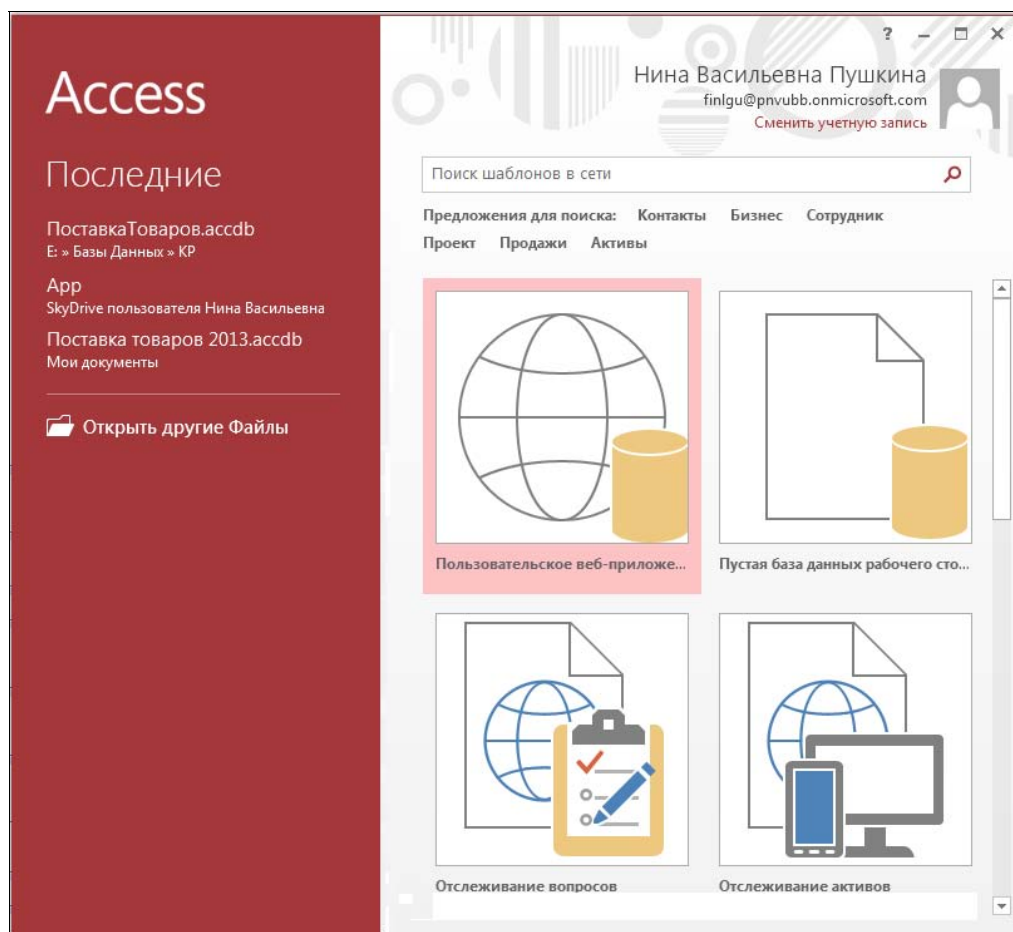 ?
Access
Нина Васильевна Пушкина
finlgu@pnvubb.onmicrosoft.com
Сменить учетную запись
Последние
ПоставкаТоваров.accdb
E: » Базы Данных » КР
App
SkyDrive пользователя Нина Васильевна
Поставка товаров 2013.accdb
Мои документы
Открыть другие Файлы
Поиск шаблонов в сети
Предложения для поиска: Контакты Бизнес Сотрудник
Проект Продажи Активы
Пользовательское веб-приложе...
Пустая база данных рабочего сто...
Отслеживание вопросов
Отслеживание активов